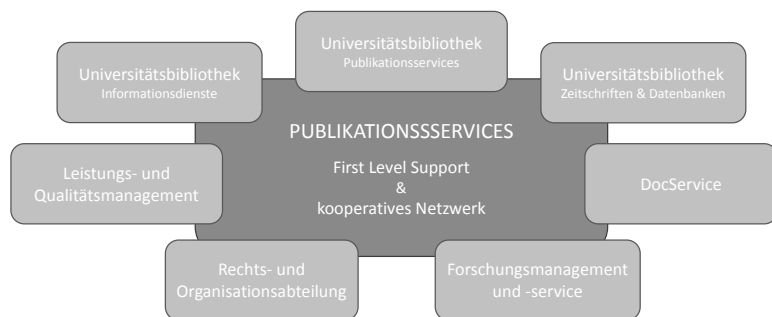 Universitätsbibliothek
Publikationsservices
Universitätsbibliothek
Informationsdienste
Universitätsbibliothek
Zeitschriften & Datenbanken
PUBLIKATIONSSSERVICES
First Level Support
&
kooperatives Netzwerk
Leistungs- und
Qualitätsmanagement
DocService
Rechts- und
Organisationsabteilung
Forschungsmanagement
und -service